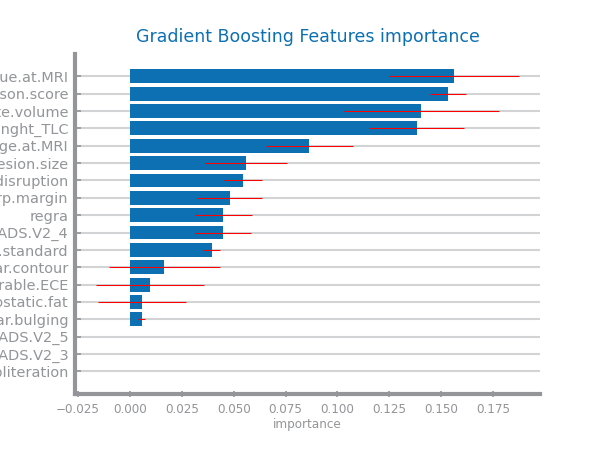 Gradient Boosting Features importance
ue.at.MRI
son.score
te.volume
nght_TLC
ge.at.MRI
esion.size
disruption
rp.margin
regra
ADS.V2_4
.standard
ar.contour
rable.ECE
ostatic.fat
ar.bulging
ADS.V2_5
ADS.V2_3
bliteration
−0.025 0.000 0.025 0.050 0.075 0.100 0.125 0.150 0.175
importance